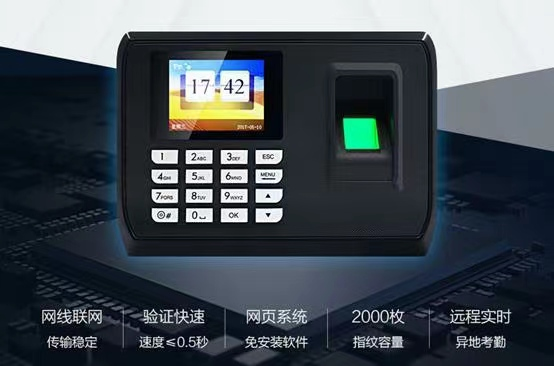 17 42
星期三 2017-05-10
1 2ABC 3DEF ESC
4GHI 5JKL 6MNO MENU
7PQRS 8TUV 9WXYZ ▲
@# 0 OK ▼
网线联网 验证快速 网页系统 2000枚 远程实时
传输稳定 速度≤0.5秒 免安装软件 指纹容量 异地考勤